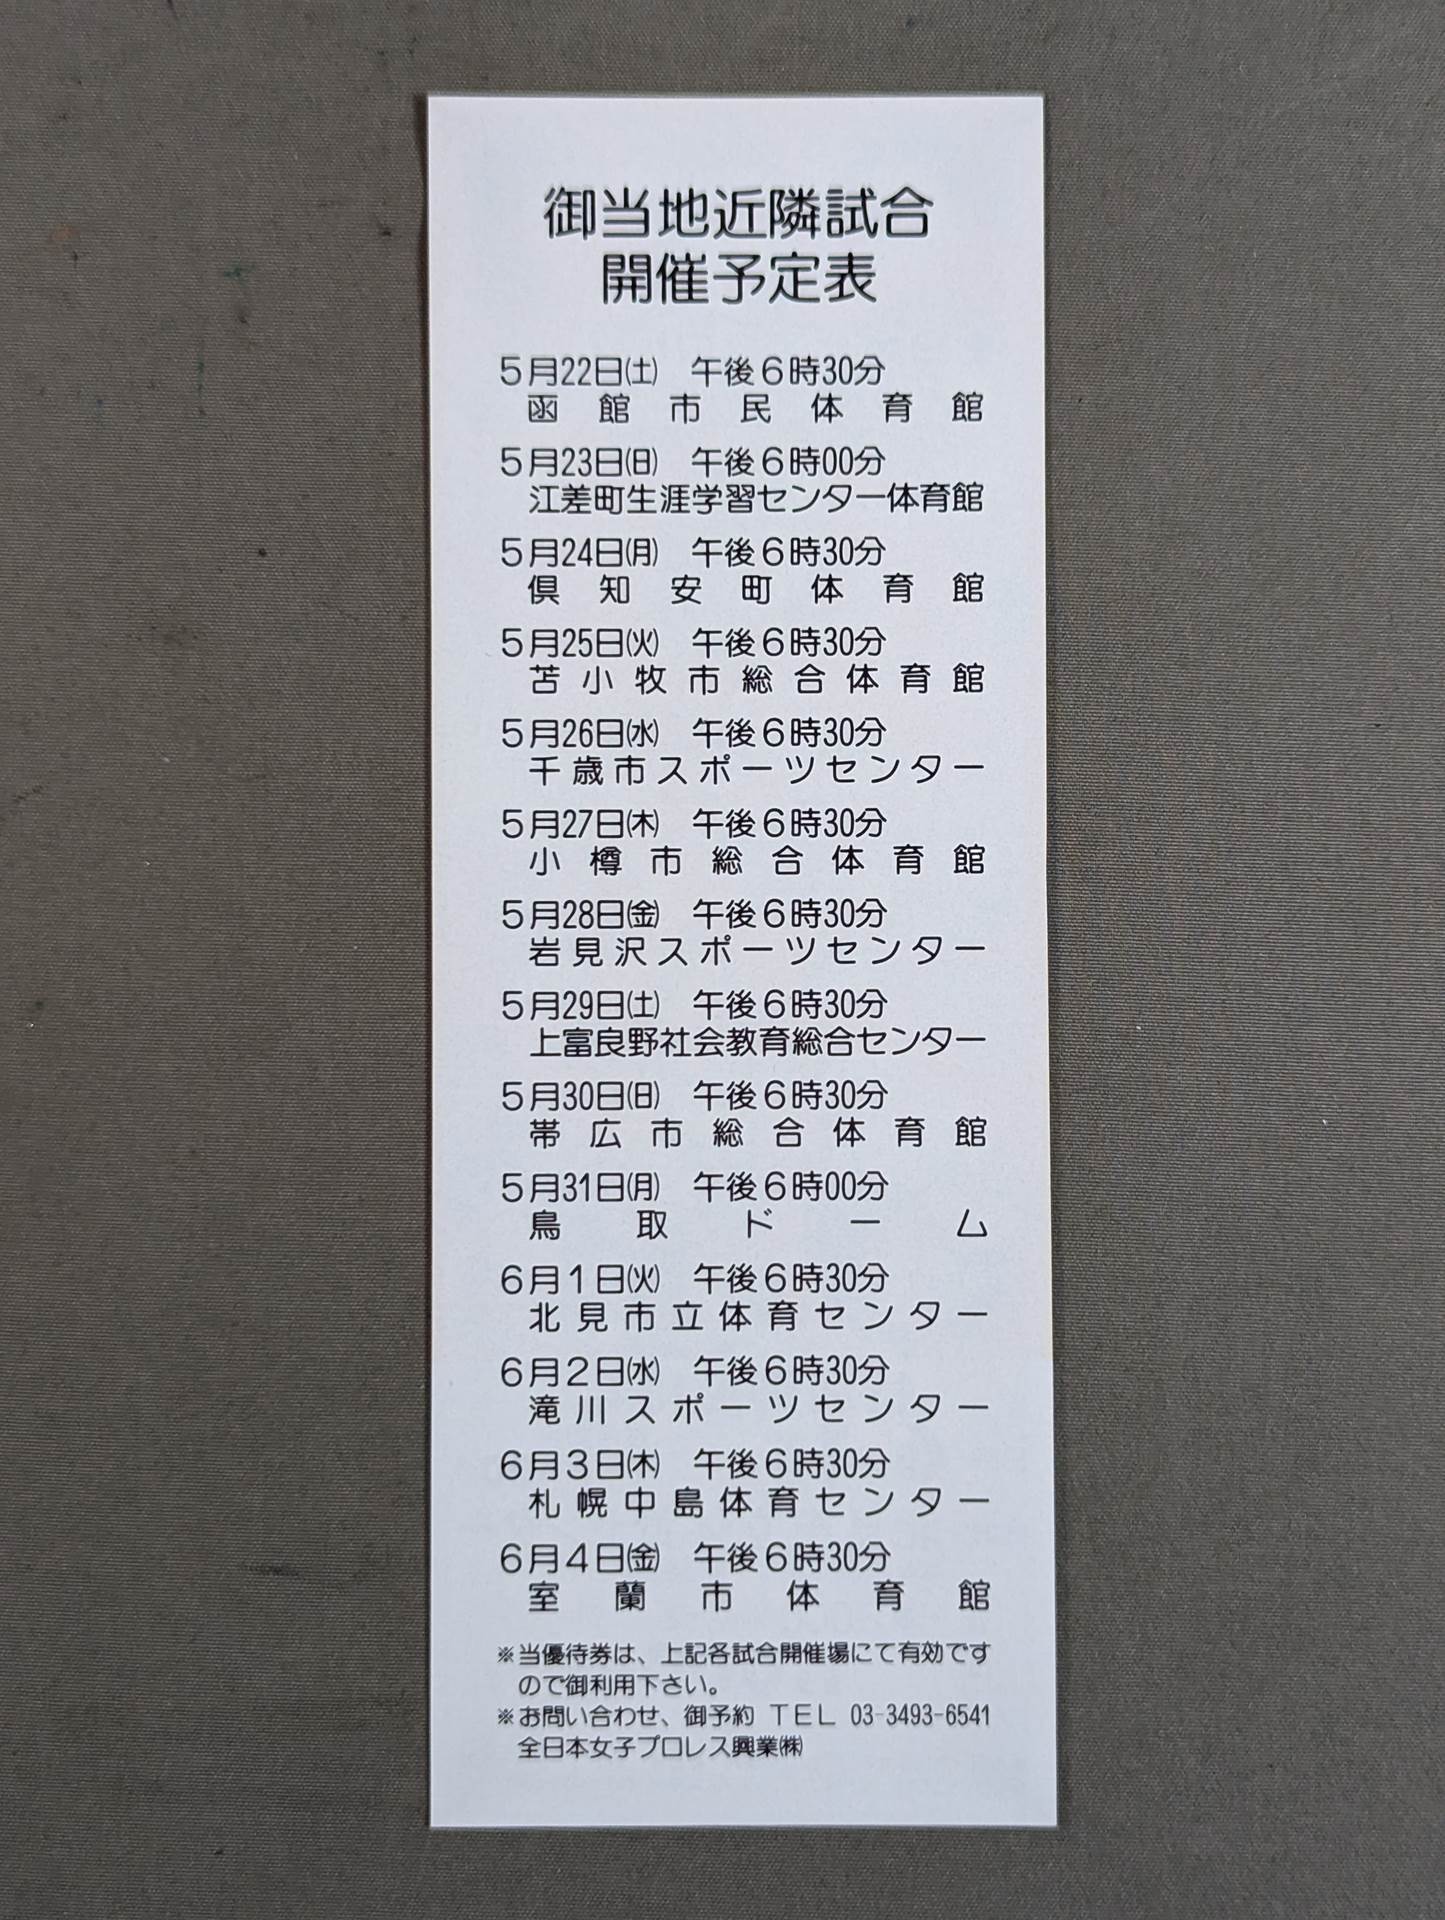 御当地近隣試合
開催予定表
5月22日㈯ 午後6時30分
函館市民体育館
5月23日㈰ 午後6時00分
江差町生涯学習センター体育館
5月24日㈪ 午後6時30分
倶知安町体育館
5月25日㈫ 午後6時30分
苫小牧市総合体育館
5月26日㈬ 午後6時30分
千歳市スポーツセンター
5月27日㈭ 午後6時30分
小樽市総合体育館
5月28日㈮ 午後6時30分
岩見沢スポーツセンター
5月29日㈯ 午後6時30分
上富良野社会教育総合センター
5月30日㈰ 午後6時30分
帯広市総合体育館
5月31日㈪ 午後6時00分
鳥取ドーム
6月1日㈫ 午後6時30分
北見市立体育センター
6月2日㈬ 午後6時30分
滝川スポーツセンター
6月3日㈭ 午後6時30分
札幌中島体育センター
6月4日㈮ 午後6時30分
室蘭市体育館
※当優待券は、上記各試合開催場にて有効です
ので御利用下さい。
※お問い合わせ、御予約 TEL 03-3493-6541
全日本女子プロレス興業㈱